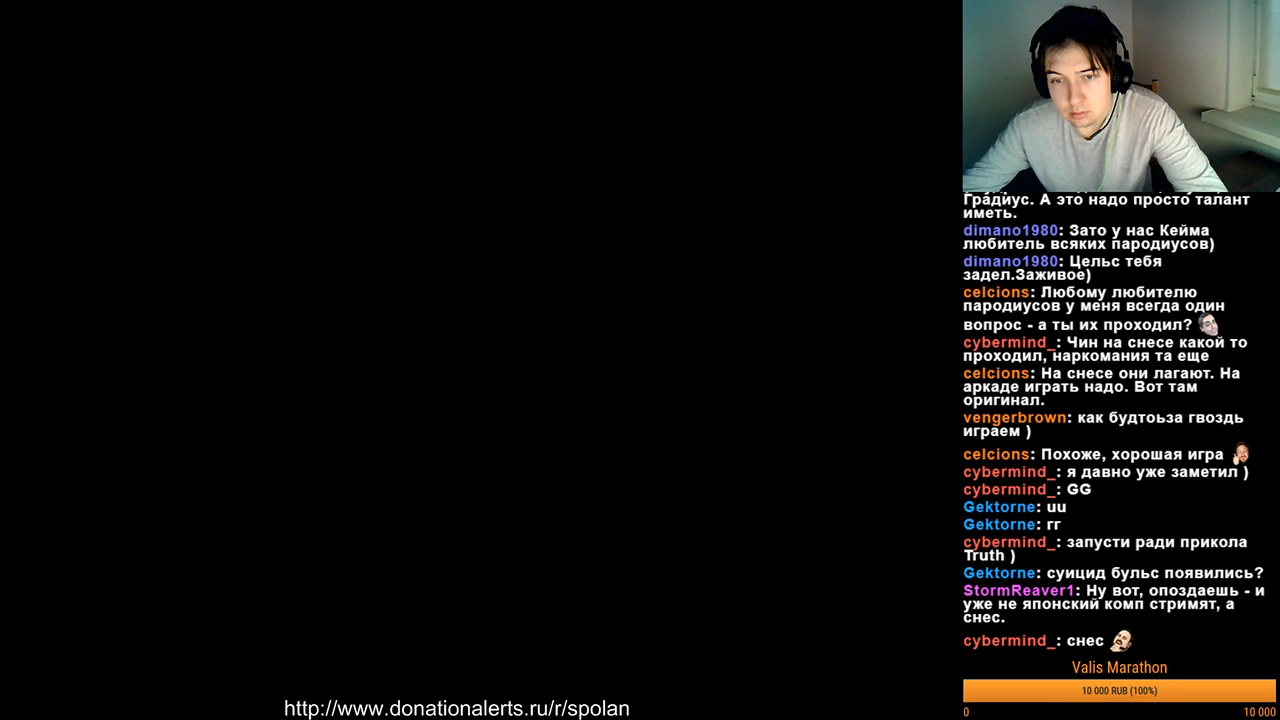 Градиус. А это надо просто талант
иметь.
dimano1980: Зато у нас Кейма
любитель всяких пародиусов)
dimano1980: Цельс тебя
задел.Заживое)
celcions: Любому любителю
пародиусов у меня всегда один
вопрос - а ты их проходил?
cybermind_: Чин на снесе какой то
проходил, наркомания та еще
celcions: На снесе они лагают. На
аркаде играть надо. Вот там
оригинал.
vengerbrown: как будтоьза гвоздь
играем )
celcions: Похоже, хорошая игра
cybermind_: я давно уже заметил )
cybermind_: GG
Gektorne: uu
Gektorne: гг
cybermind_: запусти ради прикола
Truth )
Gektorne: суицид бульс появились?
StormReaver1: Ну вот, опоздаешь - и
уже не японский комп стримят, а
снес.
cybermind_: снес
Valis Marathon
10 000 RUB (100%)
0 10 000
http://www.donationalerts.ru/r/spolan